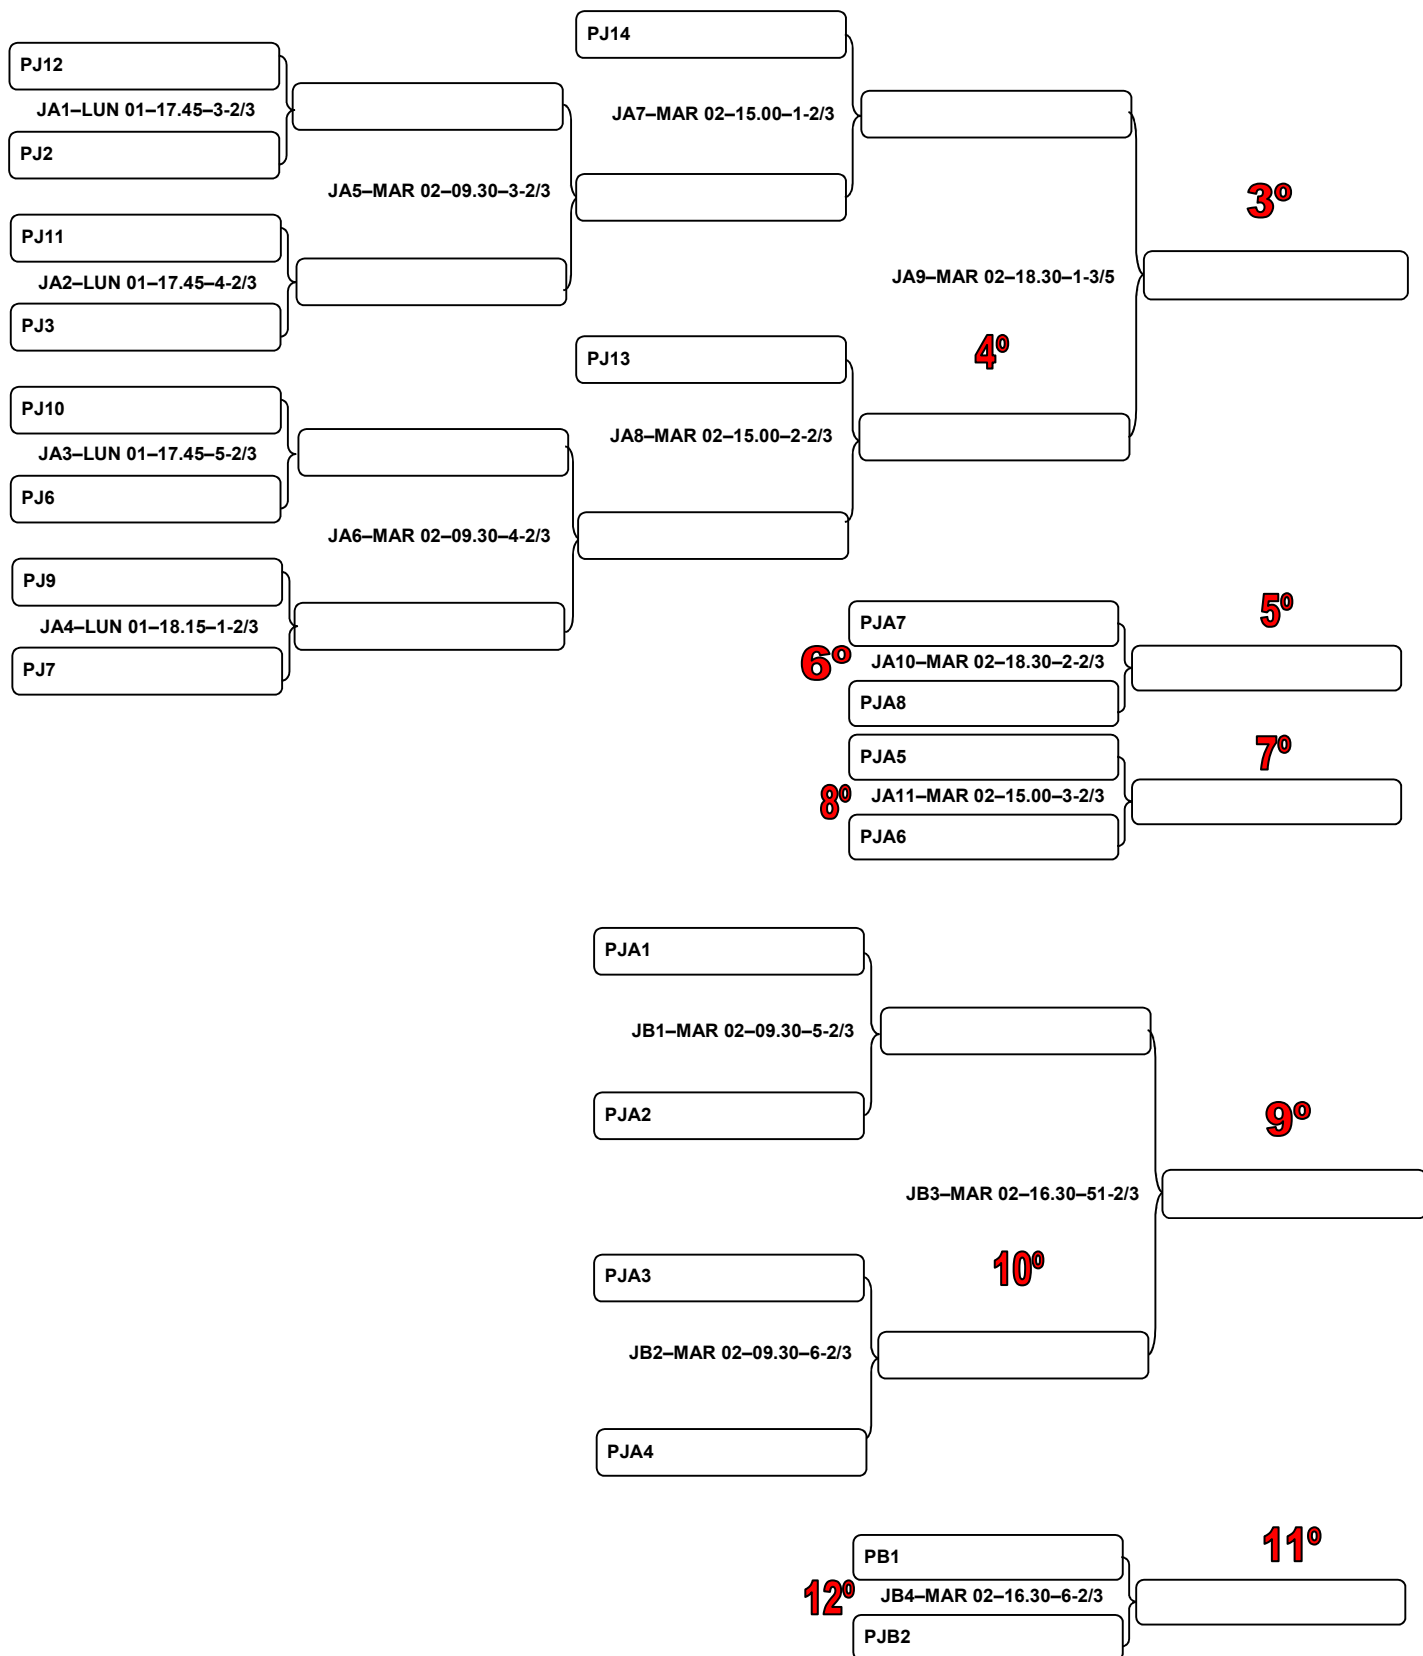 PJ14
PJ12
JA1–LUN 01–17.45–3-2/3
JA7–MAR 02–15.00–1-2/3
PJ2
JA5–MAR 02–09.30–3-2/3
3º
PJ11
JA2–LUN 01–17.45–4-2/3
JA9–MAR 02–18.30–1-3/5
PJ3
4º
PJ13
PJ10
JA8–MAR 02–15.00–2-2/3
JA3–LUN 01–17.45–5-2/3
PJ6
JA6–MAR 02–09.30–4-2/3
PJ9
5º
JA4–LUN 01–18.15–1-2/3
PJA7
6º
JA10–MAR 02–18.30–2-2/3
PJ7
PJA8
PJA5
7º
8º
JA11–MAR 02–15.00–3-2/3
PJA6
PJA1
JB1–MAR 02–09.30–5-2/3
PJA2
9º
JB3–MAR 02–16.30–51-2/3
PJA3
10º
JB2–MAR 02–09.30–6-2/3
PJA4
PB1
11º
12º
JB4–MAR 02–16.30–6-2/3
PJB2